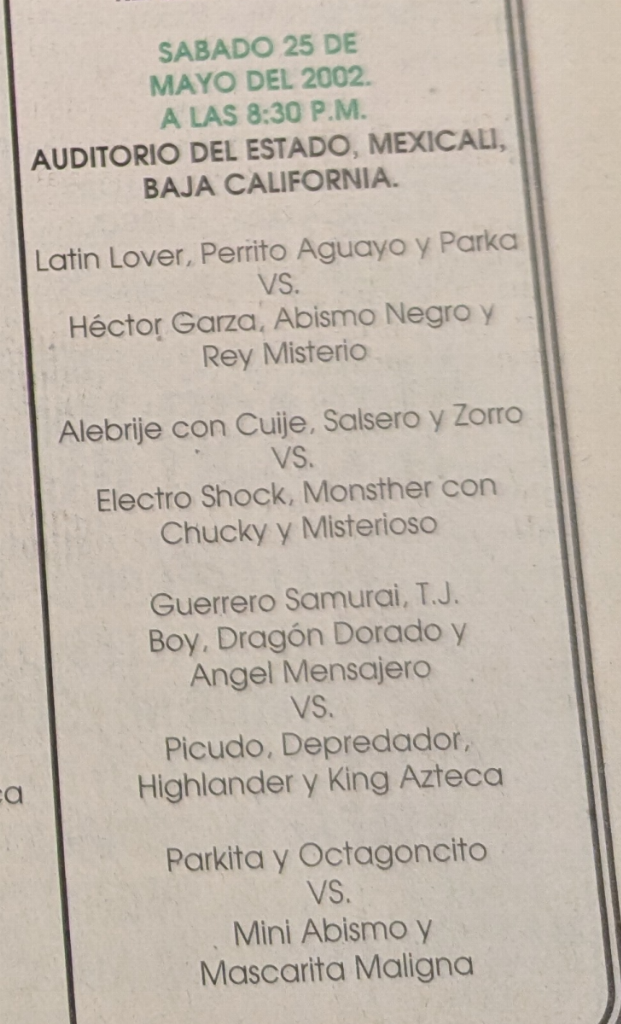 SABADO 25 DE
MAYO DEL 2002.
A LAS 8:30 P.M.
AUDITORIO DEL ESTADO, MEXICALI,
BAJA CALIFORNIA.
Latin Lover, Perrito Aguayo y Parka
VS.
Héctor Garza, Abismo Negro y
Rey Misterio
Alebrije con Cuije, Salsero y Zorro
VS.
Electro Shock, Monsther con
Chucky y Misterioso
Guerrero Samurai, T.J.
Boy, Dragón Dorado y
Angel Mensajero
VS.
Picudo, Depredador,
Highlander y King Azteca
Parkita y Octagoncito
VS.
Mini Abismo y
Mascarita Maligna